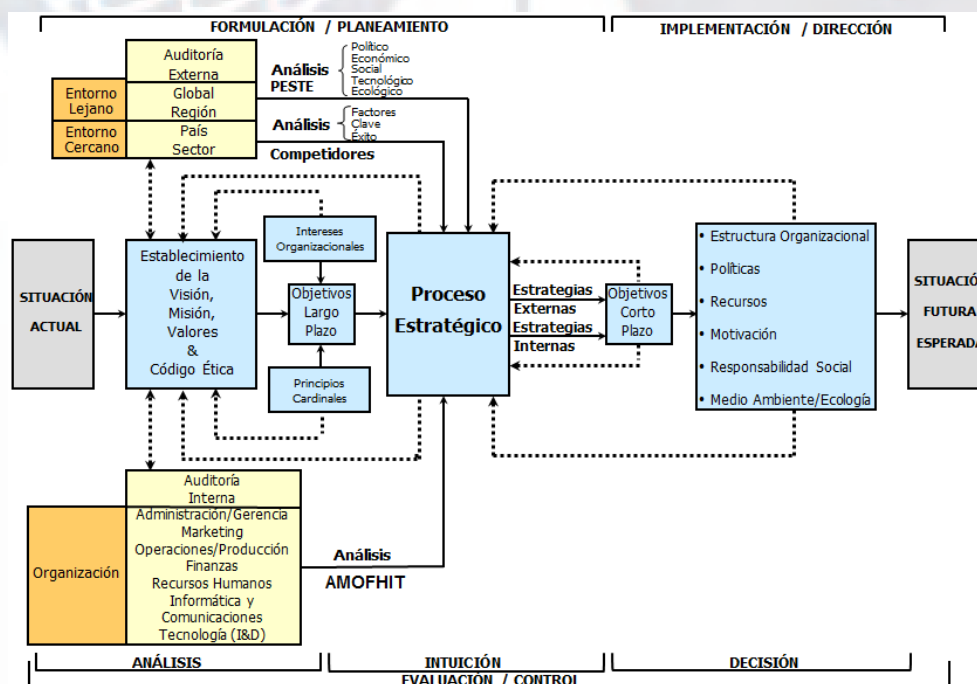 FORMULACIÓN / PLANEAMIENTO
IMPLEMENTACIÓN / DIRECCIÓN
Auditoría
Externa
Entorno
Lejano
Global
Región
Entorno
Cercano
País
Sector
Análisis
PESTE
Político
Económico
Social
Tecnológico
Ecológico
Análisis
Competidores
Factores
Clave
Éxito
SITUACIÓN
ACTUAL
Establecimiento
de la
Visión,
Misión,
Valores
&
Código Ética
Intereses
Organizacionales
Objetivos
Largo
Plazo
Principios
Cardinales
Proceso
Estratégico
Estrategias
Externas
Estrategias
Internas
Objetivos
Corto
Plazo
• Estructura Organizacional
• Políticas
• Recursos
• Motivación
• Responsabilidad Social
• Medio Ambiente/Ecología
SITUACIÓ
FUTURA
ESPERADA
Auditoría
Interna
Organización
Administración/Gerencia
Marketing
Operaciones/Producción
Finanzas
Recursos Humanos
Informática y
Comunicaciones
Tecnología (I&D)
Análisis
AMOFHIT
ANÁLISIS
INTUICIÓN
DECISIÓN
EVALUACIÓN / CONTROL